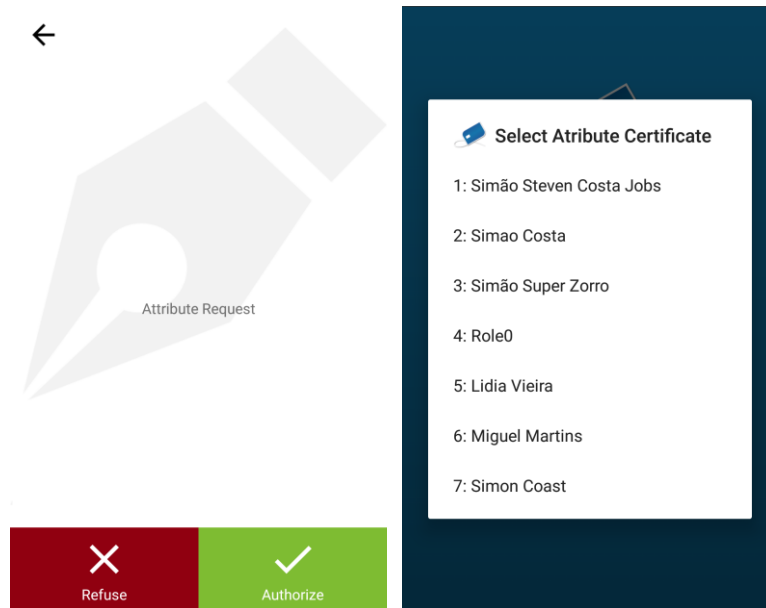 Attribute Request
Refuse
Authorize
Select Atribute Certificate
1: Simão Steven Costa Jobs
2: Simao Costa
3: Simão Super Zorro
4: Role0
5: Lidia Vieira
6: Miguel Martins
7: Simon Coast